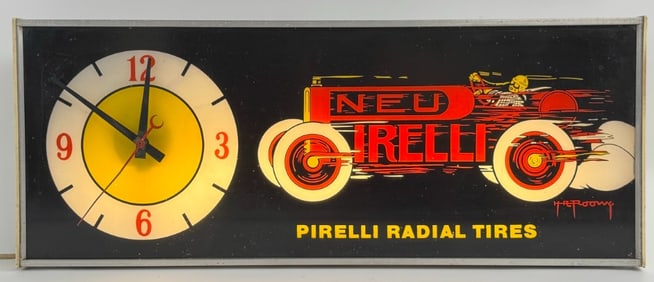 12
9
3
6
NEU
PIRELLI
PIRELLI RADIAL TIRES